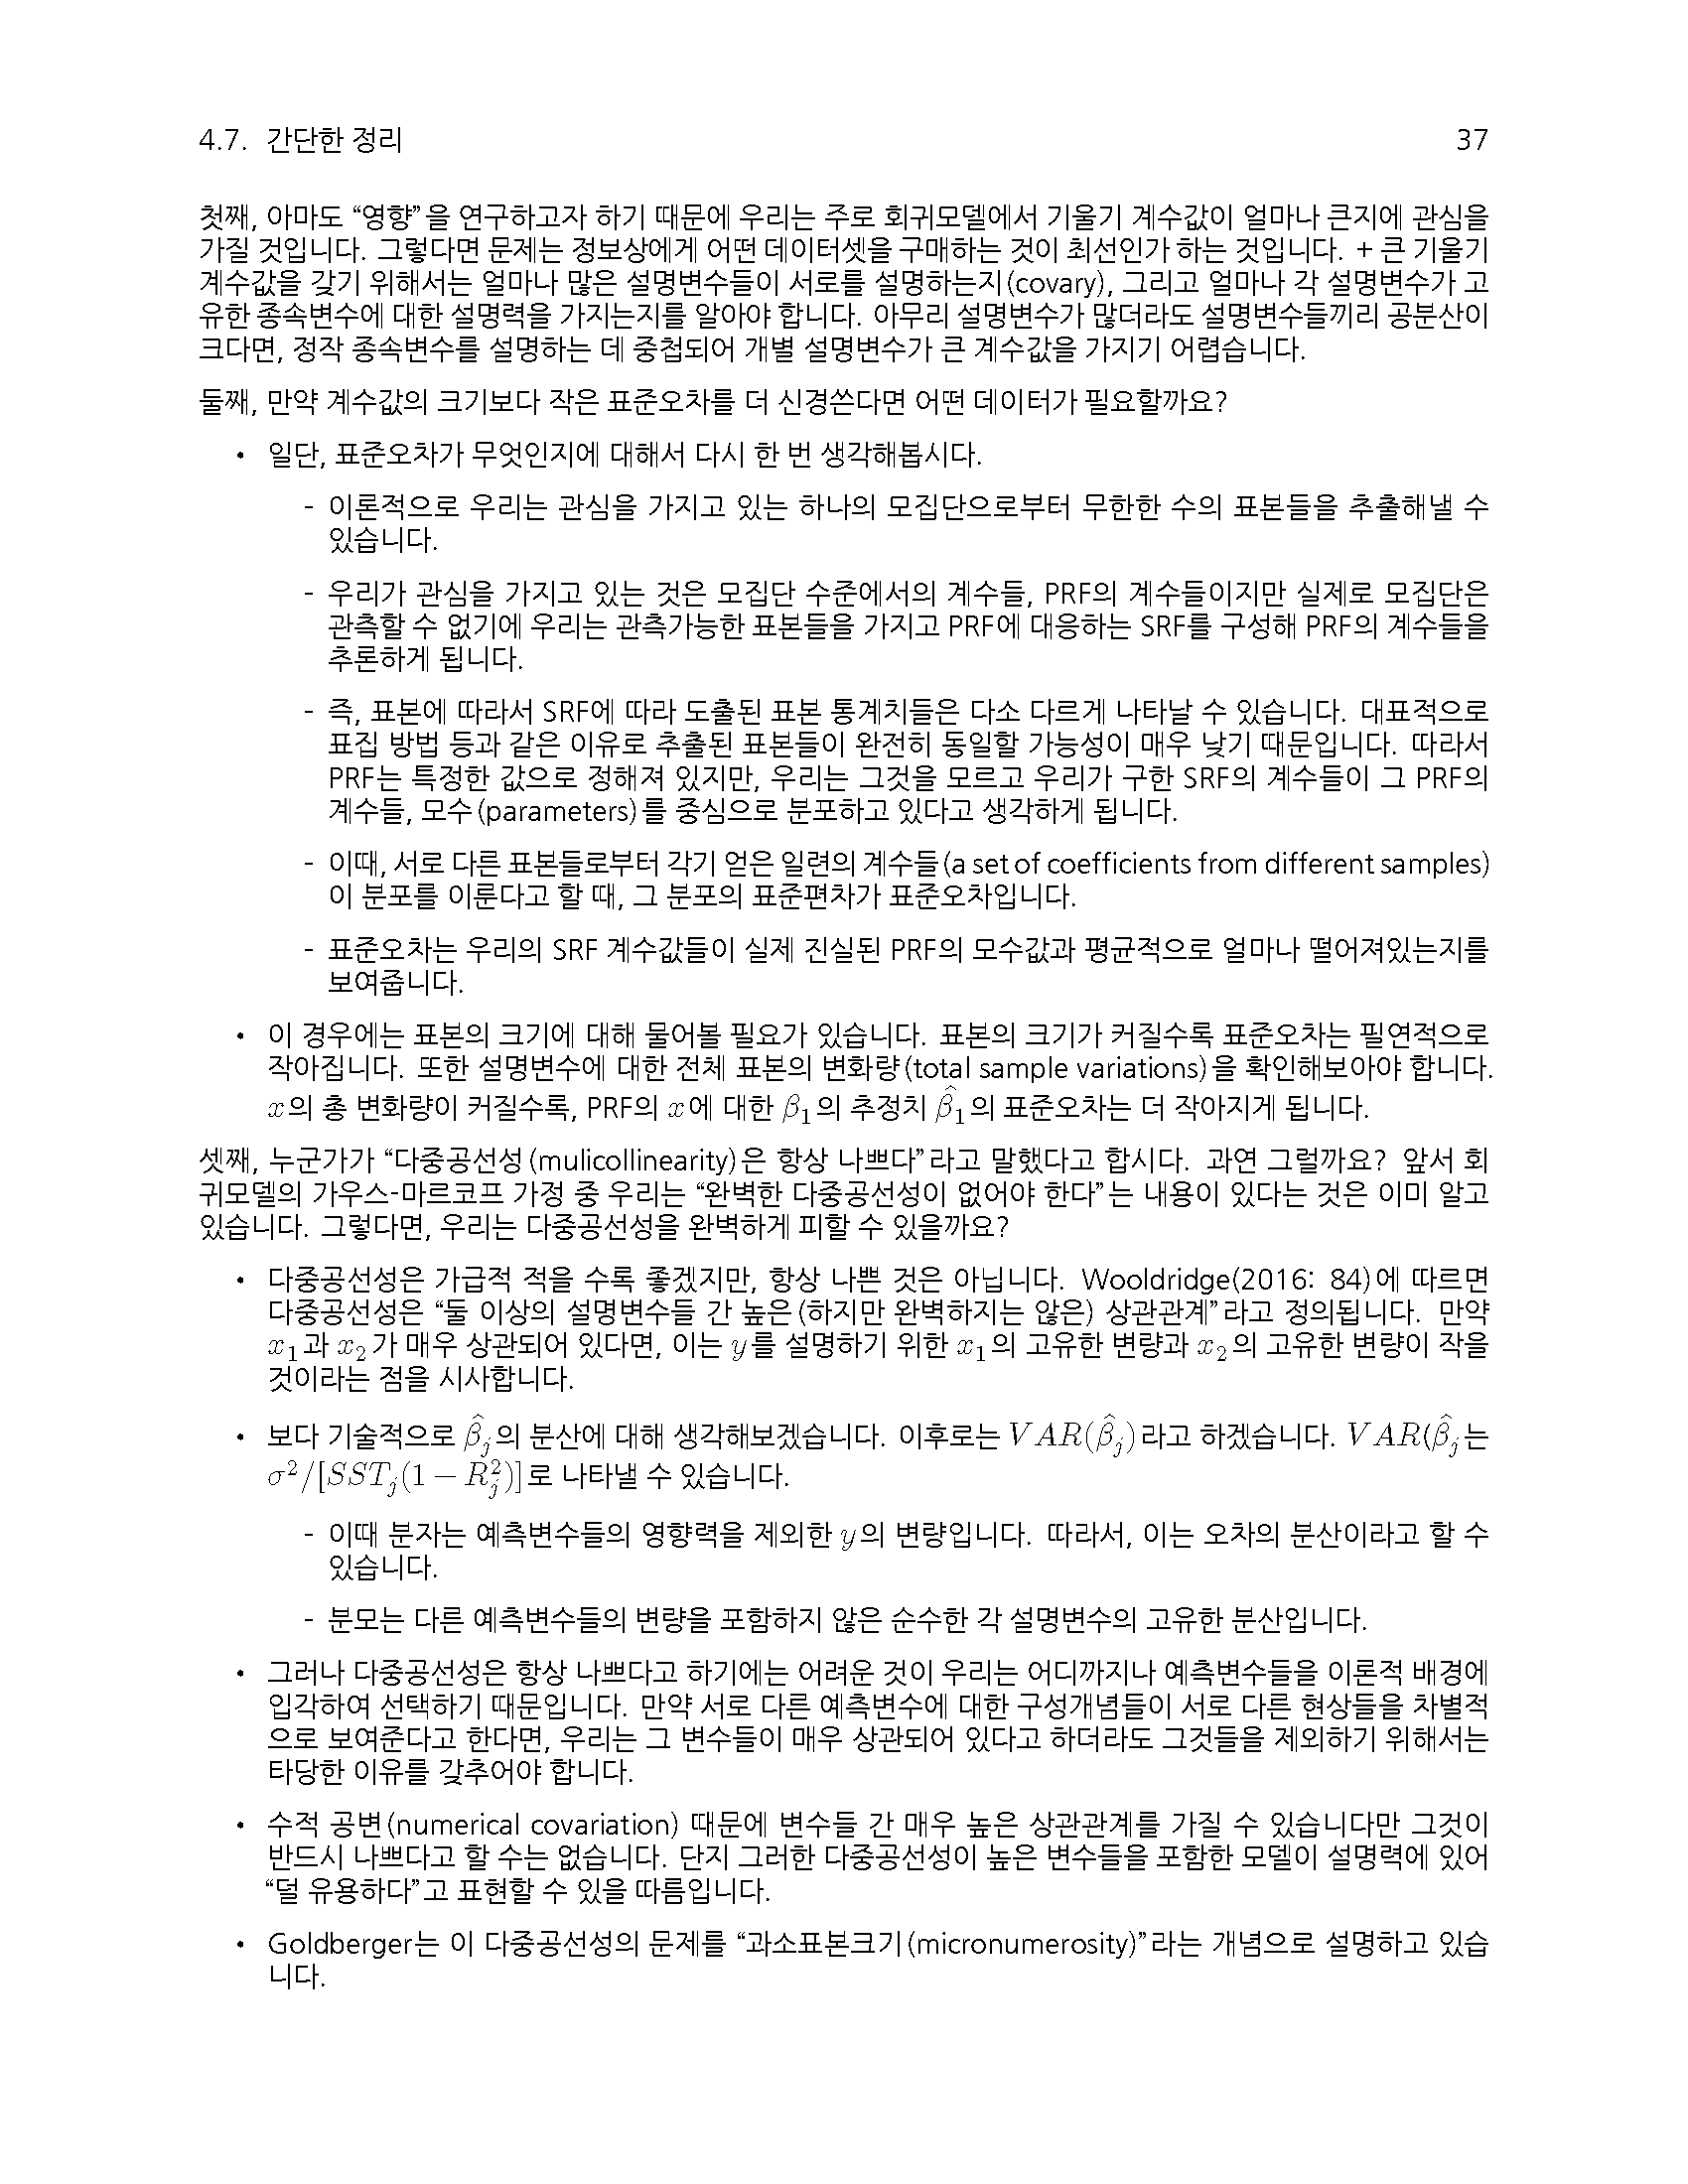 4.7. 간단한 정리 37
첫째, 아마도 “영향”을 연구하고자 하기 때문에 우리는 주로 회귀모델에서 기울기 계수값이 얼마나 큰지에 관심을
가질 것입니다. 그렇다면 문제는 정보상에게 어떤 데이터셋을 구매하는 것이 최선인가 하는 것입니다. + 큰 기울기
계수값을 갖기 위해서는 얼마나 많은 설명변수들이 서로를 설명하는지(covary), 그리고 얼마나 각 설명변수가 고
유한 종속변수에 대한 설명력을 가지는지를 알아야 합니다. 아무리 설명변수가 많더라도 설명변수들끼리 공분산이
크다면, 정작 종속변수를 설명하는 데 중첩되어 개별 설명변수가 큰 계수값을 가지기 어렵습니다.
둘째, 만약 계수값의 크기보다 작은 표준오차를 더 신경쓴다면 어떤 데이터가 필요할까요?
• 일단, 표준오차가 무엇인지에 대해서 다시 한 번 생각해봅시다.
- 이론적으로 우리는 관심을 가지고 있는 하나의 모집단으로부터 무한한 수의 표본들을 추출해낼 수
있습니다.
- 우리가 관심을 가지고 있는 것은 모집단 수준에서의 계수들, PRF의 계수들이지만 실제로 모집단은
관측할 수 없기에 우리는 관측가능한 표본들을 가지고 PRF에 대응하는 SRF를 구성해 PRF의 계수들을
추론하게 됩니다.
- 즉, 표본에 따라서 SRF에 따라 도출된 표본 통계치들은 다소 다르게 나타날 수 있습니다. 대표적으로
표집 방법 등과 같은 이유로 추출된 표본들이 완전히 동일할 가능성이 매우 낮기 때문입니다. 따라서
PRF는 특정한 값으로 정해져 있지만, 우리는 그것을 모르고 우리가 구한 SRF의 계수들이 그 PRF의
계수들, 모수(parameters)를 중심으로 분포하고 있다고 생각하게 됩니다.
- 이때, 서로 다른 표본들로부터 각기 얻은 일련의 계수들(a set of coefficients from different samples)
이 분포를 이룬다고 할 때, 그 분포의 표준편차가 표준오차입니다.
- 표준오차는 우리의 SRF 계수값들이 실제 진실된 PRF의 모수값과 평균적으로 얼마나 떨어져있는지를
보여줍니다.
• 이 경우에는 표본의 크기에 대해 물어볼 필요가 있습니다. 표본의 크기가 커질수록 표준오차는 필연적으로
작아집니다. 또한 설명변수에 대한 전체 표본의 변화량(total sample variations)을 확인해보아야 합니다.
$x$의 총 변화량이 커질수록, PRF의 $x$에 대한 $\beta_1$의 추정치 $\hat{\beta}_1$의 표준오차는 더 작아지게 됩니다.
셋째, 누군가가 “다중공선성(mulicollinearity)은 항상 나쁘다”라고 말했다고 합시다. 과연 그럴까요? 앞서 회
귀모델의 가우스-마르코프 가정 중 우리는 “완벽한 다중공선성이 없어야 한다”는 내용이 있다는 것은 이미 알고
있습니다. 그렇다면, 우리는 다중공선성을 완벽하게 피할 수 있을까요?
• 다중공선성은 가급적 적을 수록 좋겠지만, 항상 나쁜 것은 아닙니다. Wooldridge(2016: 84)에 따르면
다중공선성은 “둘 이상의 설명변수들 간 높은(하지만 완벽하지는 않은) 상관관계”라고 정의됩니다. 만약
$x_1$과 $x_2$가 매우 상관되어 있다면, 이는 $y$를 설명하기 위한 $x_1$의 고유한 변량과 $x_2$의 고유한 변량이 작을
것이라는 점을 시사합니다.
• 보다 기술적으로 $\hat{\beta}_j$의 분산에 대해 생각해보겠습니다. 이후로는 $VAR(\hat{\beta}_j)$라고 하겠습니다. $VAR(\hat{\beta}_j$는
$\sigma^2/[SST_j(1-R_j^2)]$로 나타낼 수 있습니다.
- 이때 분자는 예측변수들의 영향력을 제외한 $y$의 변량입니다. 따라서, 이는 오차의 분산이라고 할 수
있습니다.
- 분모는 다른 예측변수들의 변량을 포함하지 않은 순수한 각 설명변수의 고유한 분산입니다.
• 그러나 다중공선성은 항상 나쁘다고 하기에는 어려운 것이 우리는 어디까지나 예측변수들을 이론적 배경에
입각하여 선택하기 때문입니다. 만약 서로 다른 예측변수에 대한 구성개념들이 서로 다른 현상들을 차별적
으로 보여준다고 한다면, 우리는 그 변수들이 매우 상관되어 있다고 하더라도 그것들을 제외하기 위해서는
타당한 이유를 갖추어야 합니다.
• 수적 공변(numerical covariation) 때문에 변수들 간 매우 높은 상관관계를 가질 수 있습니다만 그것이
반드시 나쁘다고 할 수는 없습니다. 단지 그러한 다중공선성이 높은 변수들을 포함한 모델이 설명력에 있어
“덜 유용하다”고 표현할 수 있을 따름입니다.
• Goldberger는 이 다중공선성의 문제를 “과소표본크기(micronumerosity)”라는 개념으로 설명하고 있습
니다.